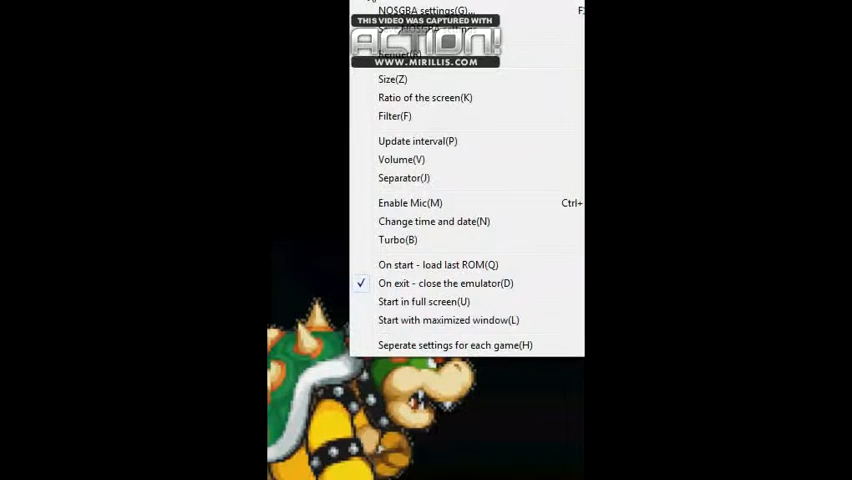 NOSGBA settings(G)...
THIS VIDEO WAS CAPTURED WITH
ACTION!
WWW.MIRILLIS.COM
Size(Z)
Ratio of the screen(K)
Filter(F)
Update interval(P)
Volume(V)
Separator(J)
Enable Mic(M) Ctrl+
Change time and date(N)
Turbo(B)
On start - load last ROM(Q)
On exit - close the emulator(D)
Start in full screen(U)
Start with maximized window(L)
Seperate settings for each game(H)